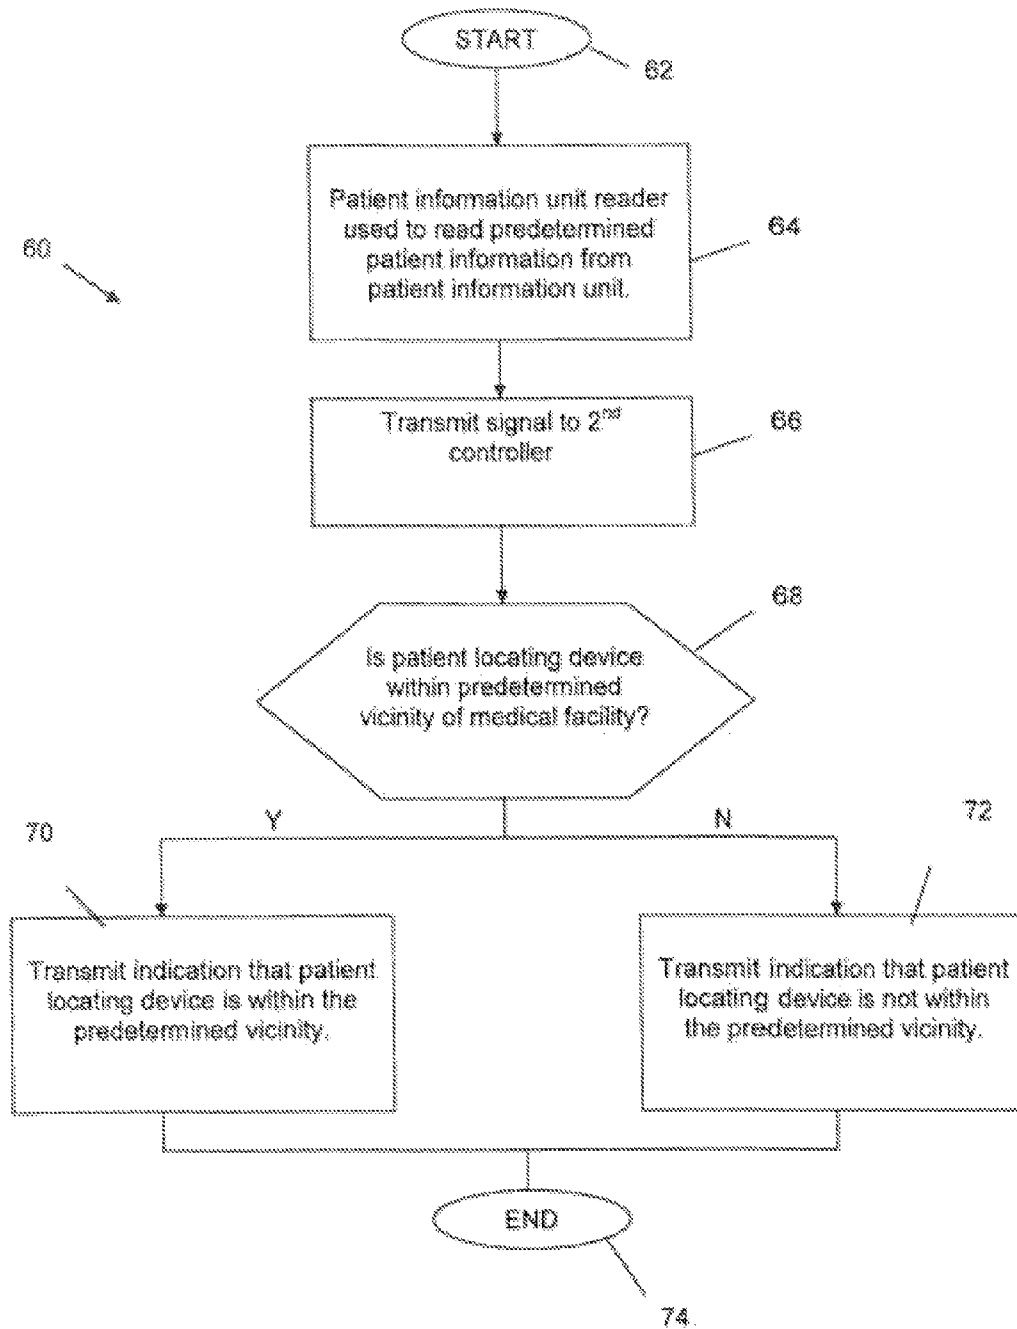 START
62
60
Patient information unit reader
used to read predetermined
patient information from
patient information unit.
64
Transmit signal to 2nd
controller
66
68
Is patient locating device
within predetermined
vicinity of medical facility?
Y
N
70
72
Transmit indication that patient
locating device is within the
predetermined vicinity.
Transmit indication that patient
locating device is not within
the predetermined vicinity.
END
74